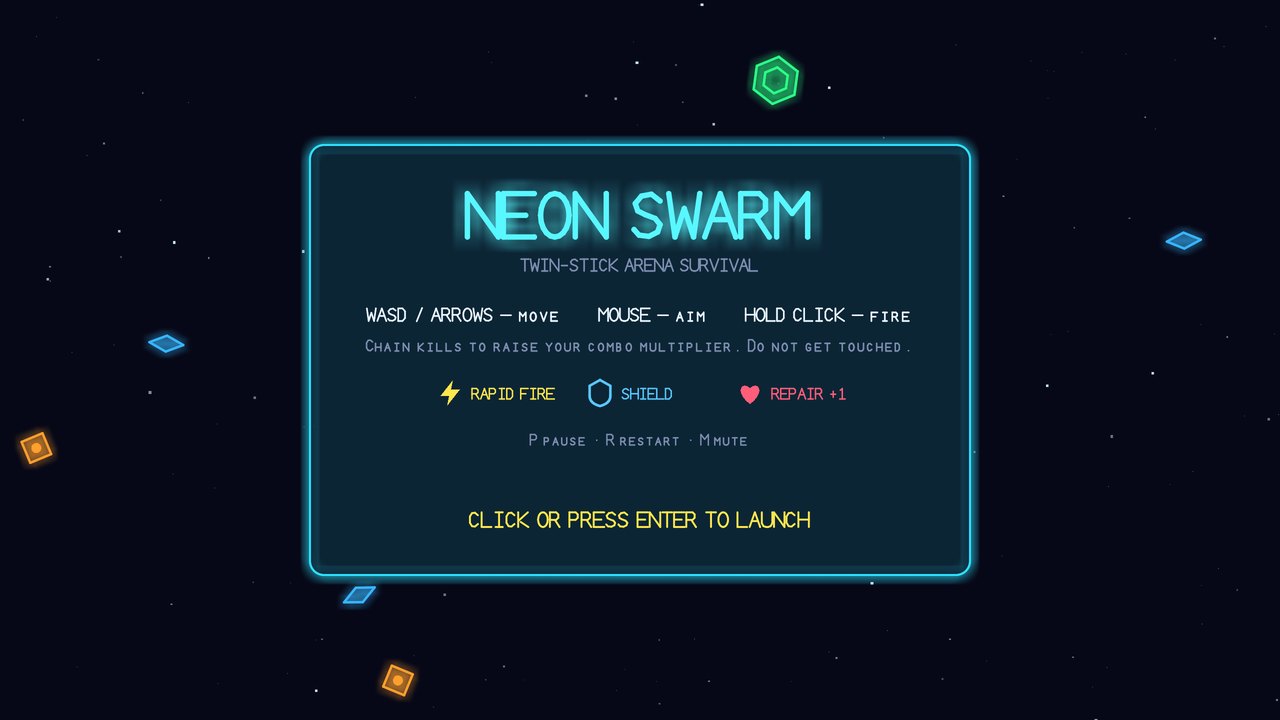 NEON SWARM
TWIN-STICK ARENA SURVIVAL
WASD / ARROWS — MOVE MOUSE — AIM HOLD CLICK — FIRE
CHAIN KILLS TO RAISE YOUR COMBO MULTIPLIER. DO NOT GET TOUCHED.
RAPID FIRE SHIELD REPAIR +1
P PAUSE · R RESTART · M MUTE
CLICK OR PRESS ENTER TO LAUNCH